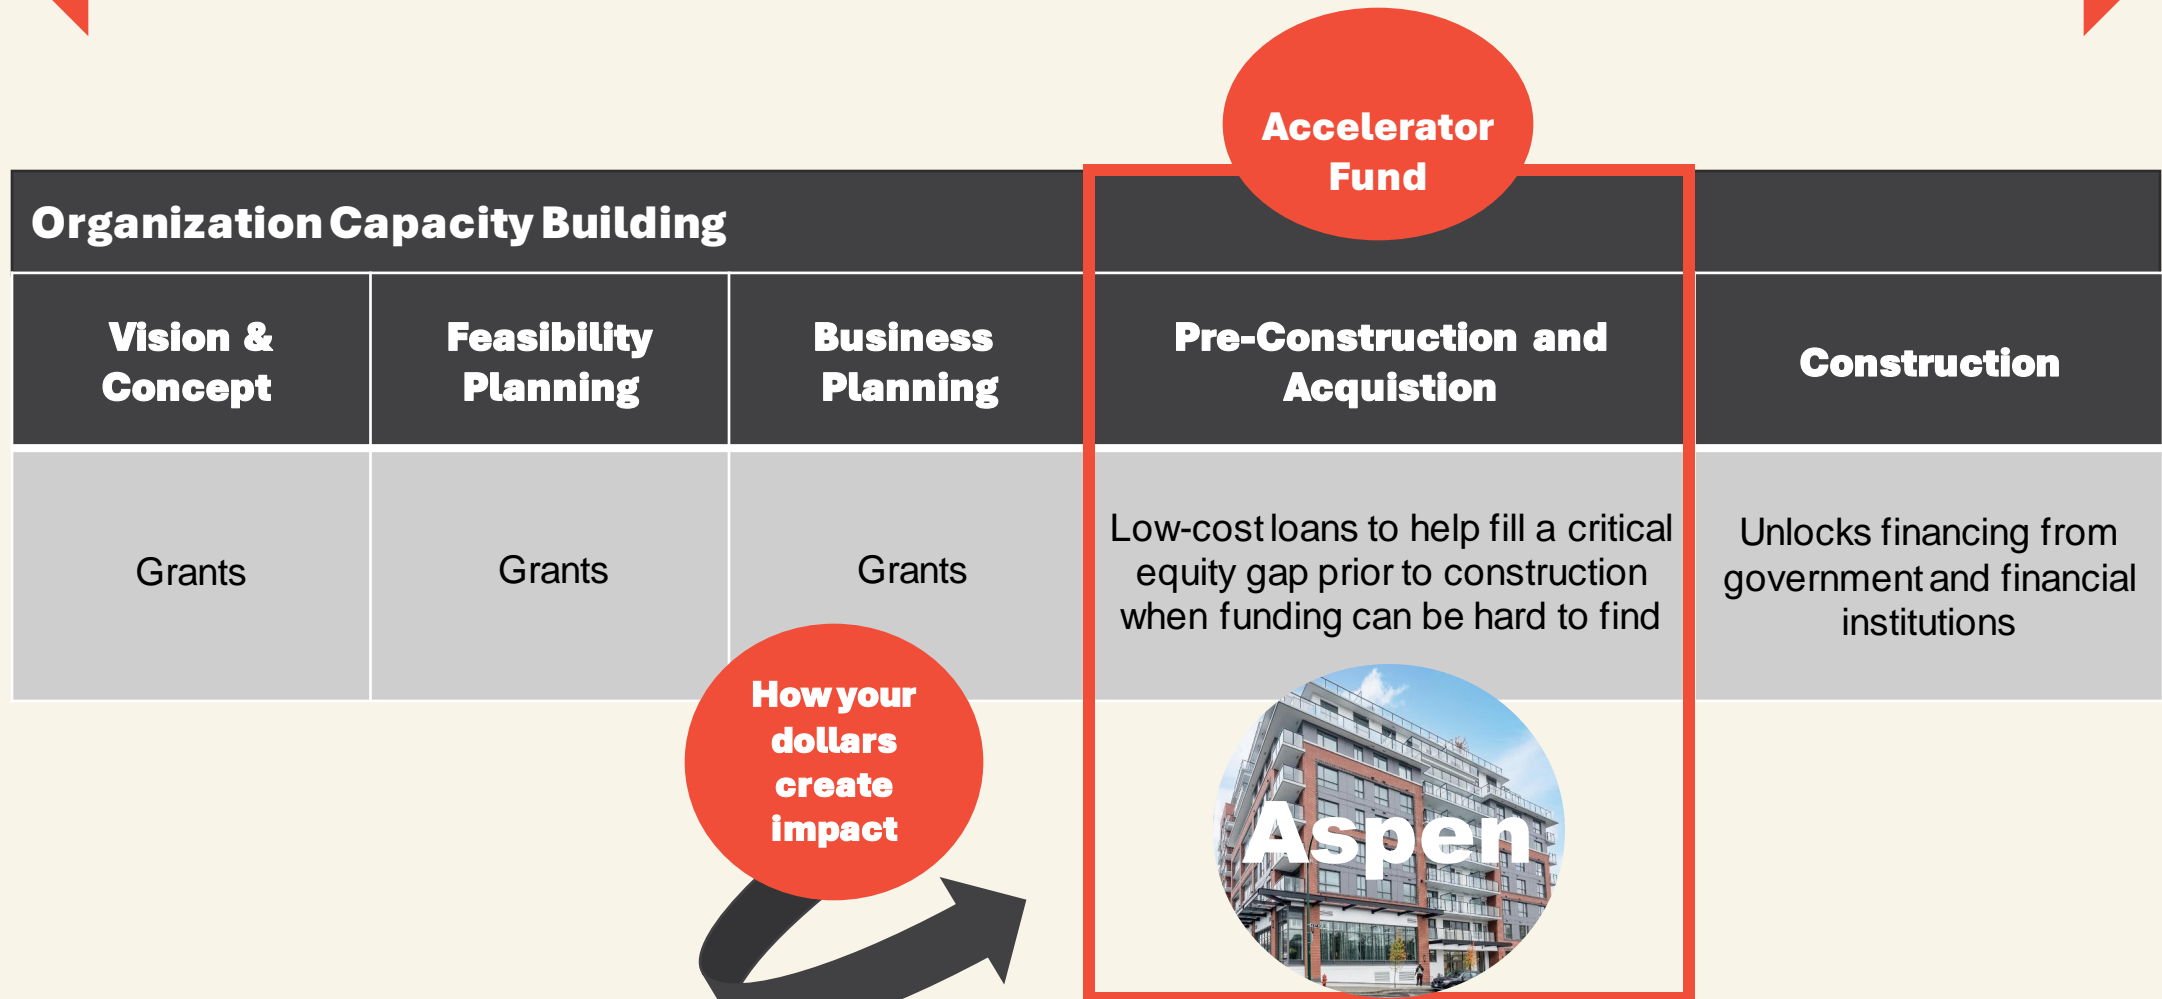 Accelerator
Fund
Organization Capacity Building
Vision &
Concept
Feasibility
Planning
Business
Planning
Pre-Construction and
Acquistion
Construction
Grants
Grants
Grants
Low-cost loans to help fill a critical
equity gap prior to construction
when funding can be hard to find
Unlocks financing from
government and financial
institutions
How your
dollars
create
impact
Aspen